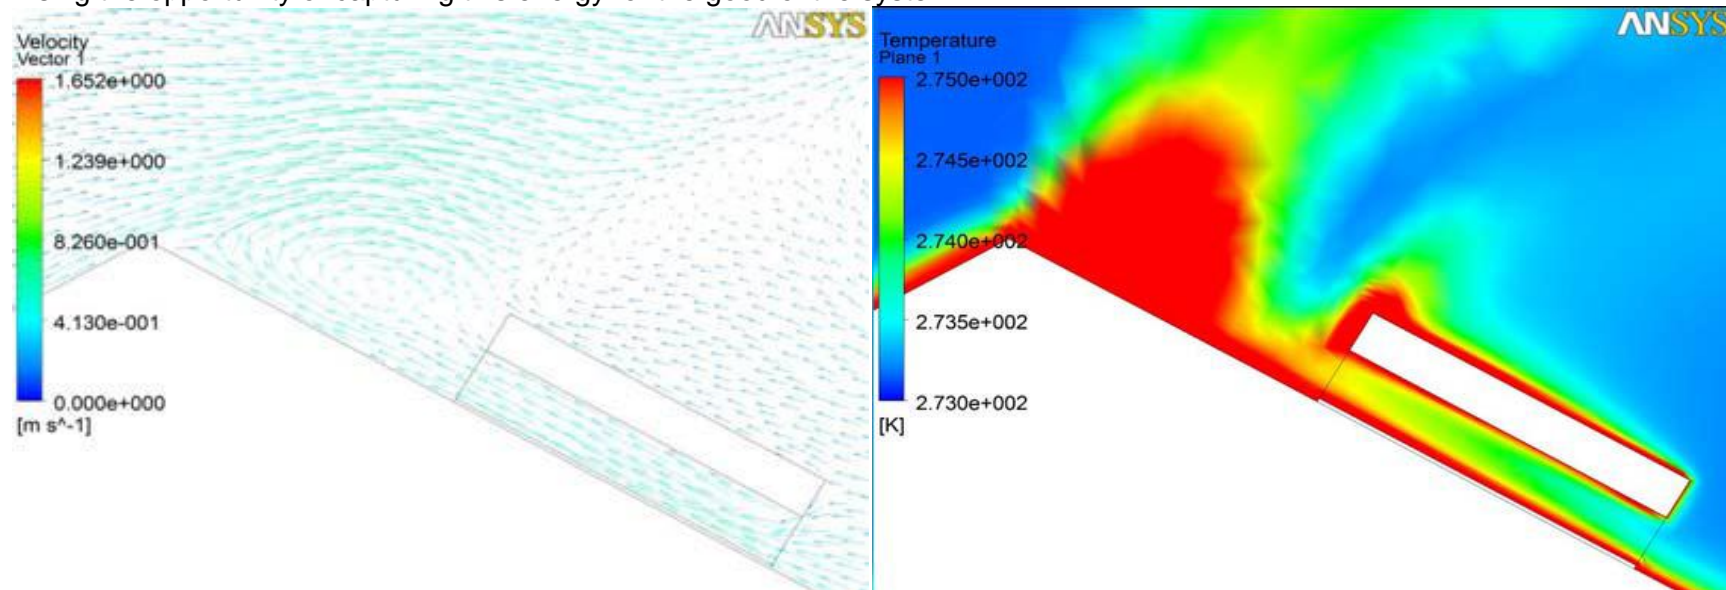 ANSYS
Velocity
Vector 1
1.652e+000
1.239e+000
8.260e-001
4.130e-001
0.000e+000
[m s^-1]
ANSYS
Temperature
Plane 1
2.750e+002
2.745e+002
2.740e+002
2.735e+002
2.730e+002
[K]